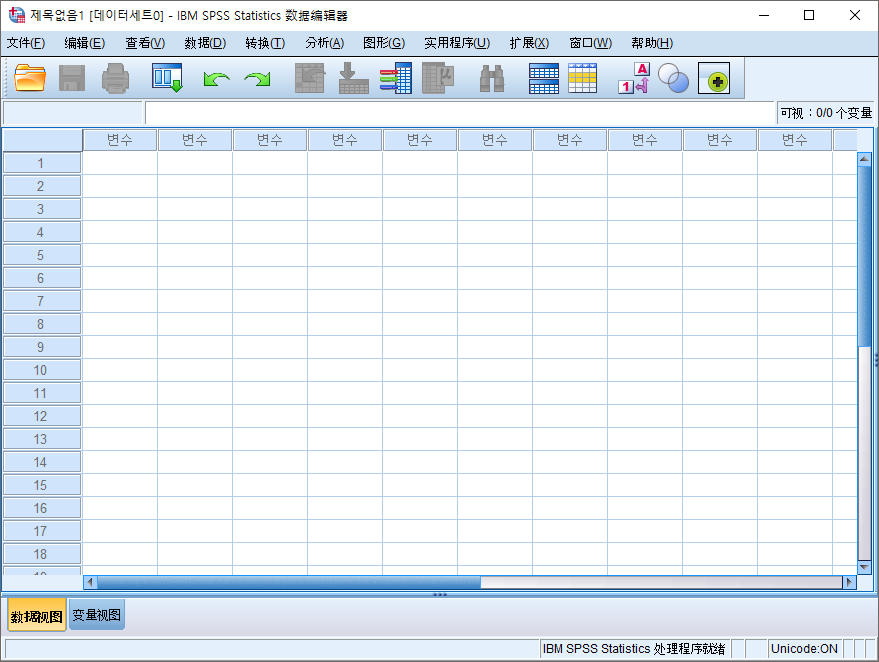 제목없음1 [데이터세트0] - IBM SPSS Statistics 数据编辑器
文件(F) 编辑(E) 查看(V) 数据(D) 转换(T) 分析(A) 图形(G) 实用程序(U) 扩展(X) 窗口(W) 帮助(H)
A
1
μ
可视：0/0 个变量
변수 변수 변수 변수 변수 변수 변수 변수 변수 변수
1
2
3
4
5
6
7
8
9
10
11
12
13
14
15
16
17
18
19
数据视图 变量视图
IBM SPSS Statistics 处理程序就绪 Unicode:ON